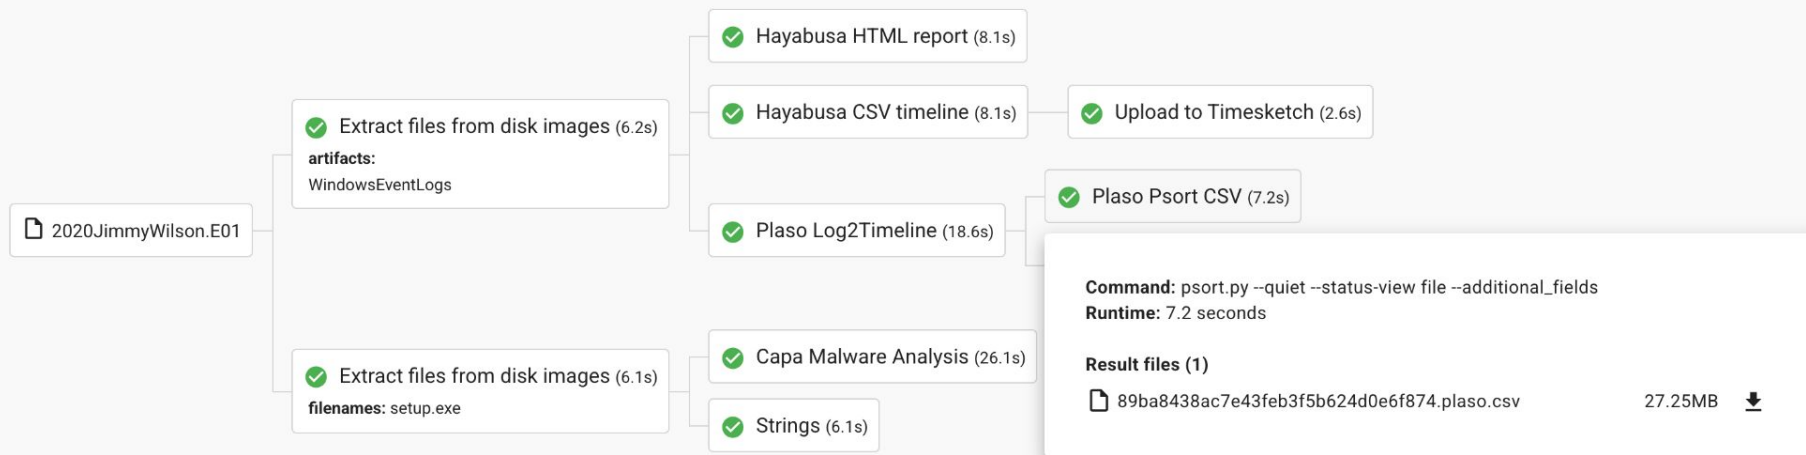 2020JimmyWilson.E01
Extract files from disk images (6.2s)
artifacts:
WindowsEventLogs
Hayabusa HTML report (8.1s)
Hayabusa CSV timeline (8.1s)
Upload to Timesketch (2.6s)
Plaso Log2Timeline (18.6s)
Plaso Psort CSV (7.2s)
Command: psort.py --quiet --status-view file --additional_fields
Runtime: 7.2 seconds
Result files (1)
89ba8438ac7e43feb3f5b624d0e6f874.plaso.csv 27.25MB
Extract files from disk images (6.1s)
filenames: setup.exe
Capa Malware Analysis (26.1s)
Strings (6.1s)